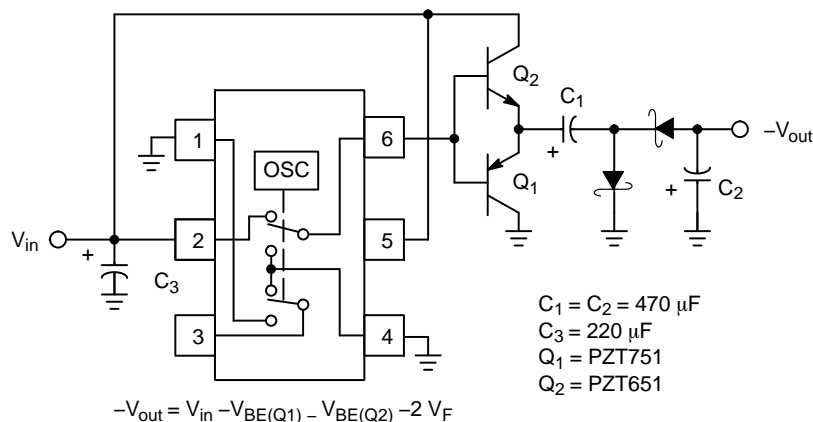 Q2
C1
+
–Vout
Q1
+
C2
1
6
OSC
Vin
+
2
5
C3
3
4
C1 = C2 = 470 μF
C3 = 220 μF
Q1 = PZT751
Q2 = PZT651
–Vout = Vin –VBE(Q1) – VBE(Q2) –2 VF